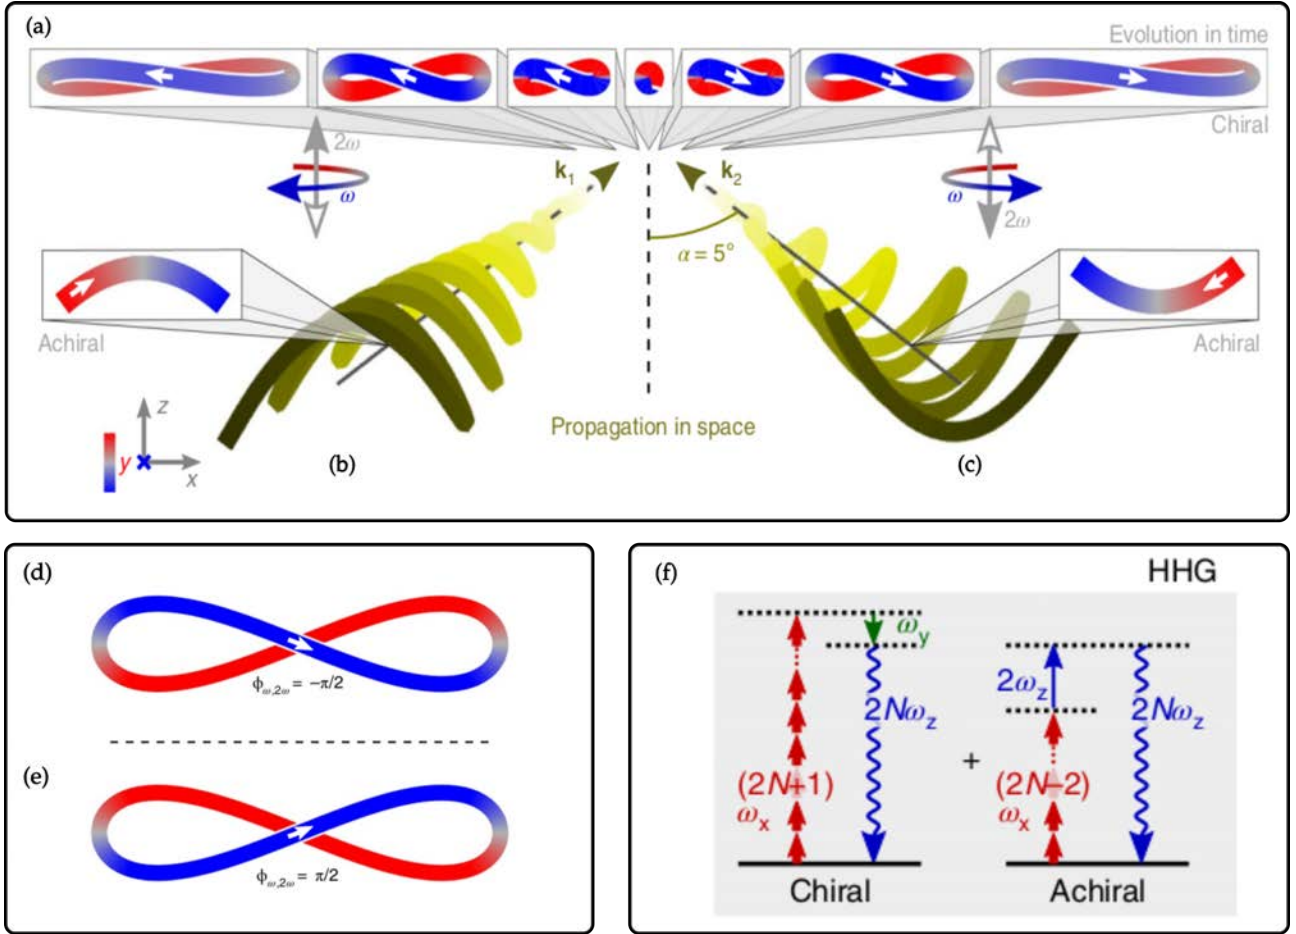 (a)
Evolution in time
Chiral
2ω
ω
k₁
k₂
ω
2ω
α = 5°
Achiral
Achiral
Propagation in space
z
y
x
(b)
(c)
(d)
ϕω,2ω = −π/2
(e)
ϕω,2ω = π/2
(f)
HHG
ωy
2ωz
2Nωz
2Nωz
+
(2N+1)
ωx
(2N−2)
ωx
Chiral
Achiral